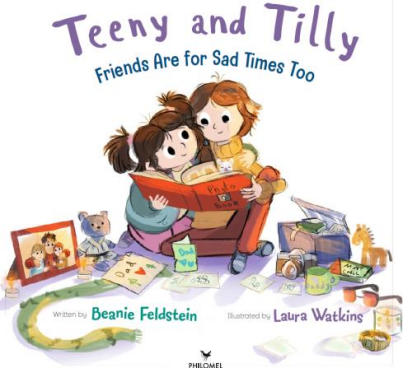 Teeny and Tilly
Friends Are for Sad Times Too
Photo
Book
Dad
Written by Beanie Feldstein
Illustrated by Laura Watkins
PHILOMEL